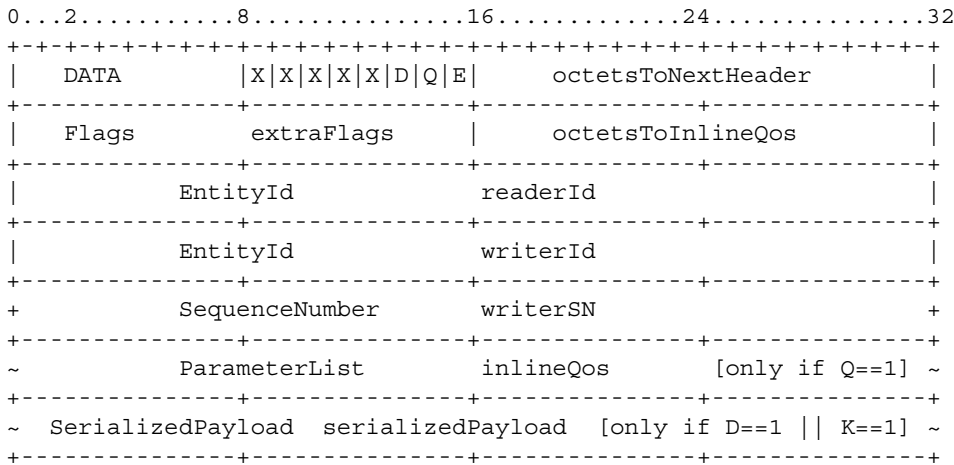 0...2...........8...............16.............24...............32
+-+-+-+-+-+-+-+-+-+-+-+-+-+-+-+-+-+-+-+-+-+-+-+-+-+-+-+-+-+-+-+-+
|   DATA        |X|X|X|X|X|D|Q|E|     octetsToNextHeader        |
+---------------+---------------+---------------+---------------+
|   Flags       extraFlags     |     octetsToInlineQos         |
+---------------+---------------+---------------+---------------+
|           EntityId             readerId                       |
+---------------+---------------+---------------+---------------+
|           EntityId             writerId                       |
+---------------+---------------+---------------+---------------+
+           SequenceNumber       writerSN                       +
+---------------+---------------+---------------+---------------+
~           ParameterList        inlineQos       [only if Q==1] ~
+---------------+---------------+---------------+---------------+
~  SerializedPayload  serializedPayload  [only if D==1 || K==1] ~
+---------------+---------------+---------------+---------------+